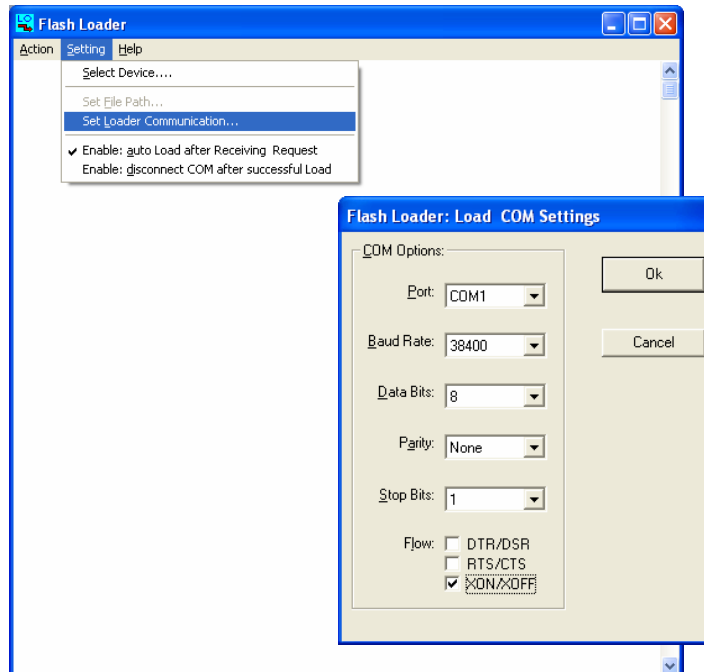 Flash Loader
Action Setting Help
Select Device....
Set File Path...
Set Loader Communication...
Enable: auto Load after Receiving Request
Enable: disconnect COM after successful Load
Flash Loader: Load COM Settings
COM Options:
Port: COM1
Baud Rate: 38400
Data Bits: 8
Parity: None
Stop Bits: 1
Flow: DTR/DSR
RTS/CTS
XON/XOFF
Ok
Cancel